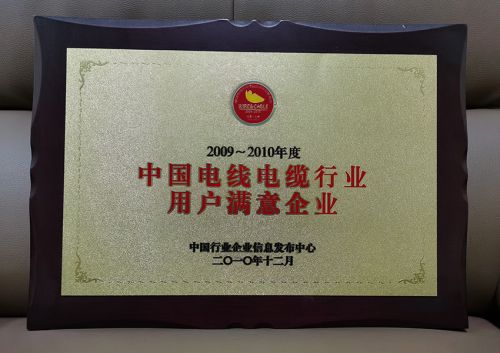 2009～2010年度
中国电线电缆行业
用户满意企业
中国行业企业信息发布中心
二〇一〇年十二月